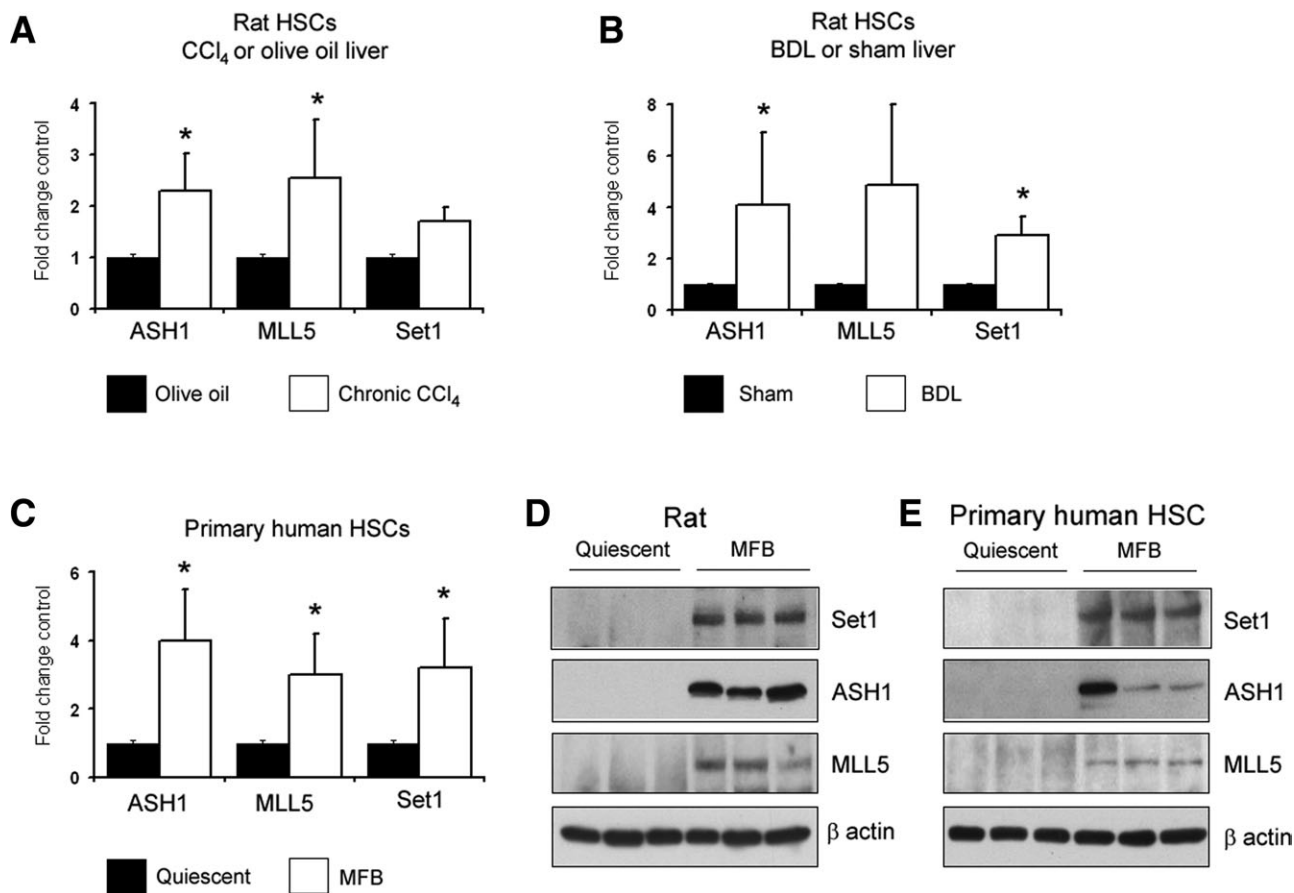 A
Rat HSCs
CCl₄ or olive oil liver
Fold change control
4
3
2
1
0
*
*
ASH1 MLL5 Set1
Olive oil Chronic CCl₄
B
Rat HSCs
BDL or sham liver
Fold change control
8
6
4
2
0
*
*
ASH1 MLL5 Set1
Sham BDL
C
Primary human HSCs
Fold change control
6
4
2
0
*
*
*
ASH1 MLL5 Set1
Quiescent MFB
D
Rat
Quiescent MFB
Set1
ASH1
MLL5
β actin
E
Primary human HSC
Quiescent MFB
Set1
ASH1
MLL5
β actin